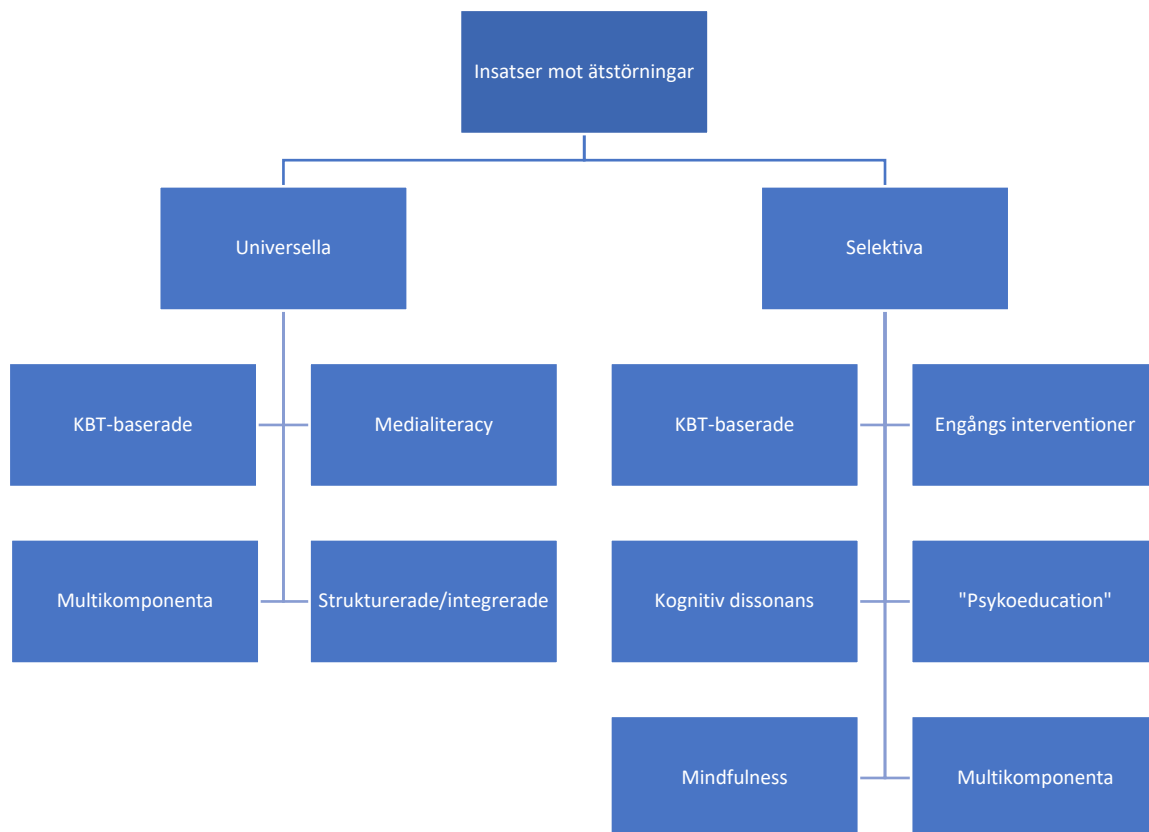 Insatser mot ätstörningar
Universella
Selektiva
KBT-baserade
Medialiteracy
KBT-baserade
Engångs interventioner
Multikomponenta
Strukturerade/integrerade
Kognitiv dissonans
"Psykoeducation"
Mindfulness
Multikomponenta